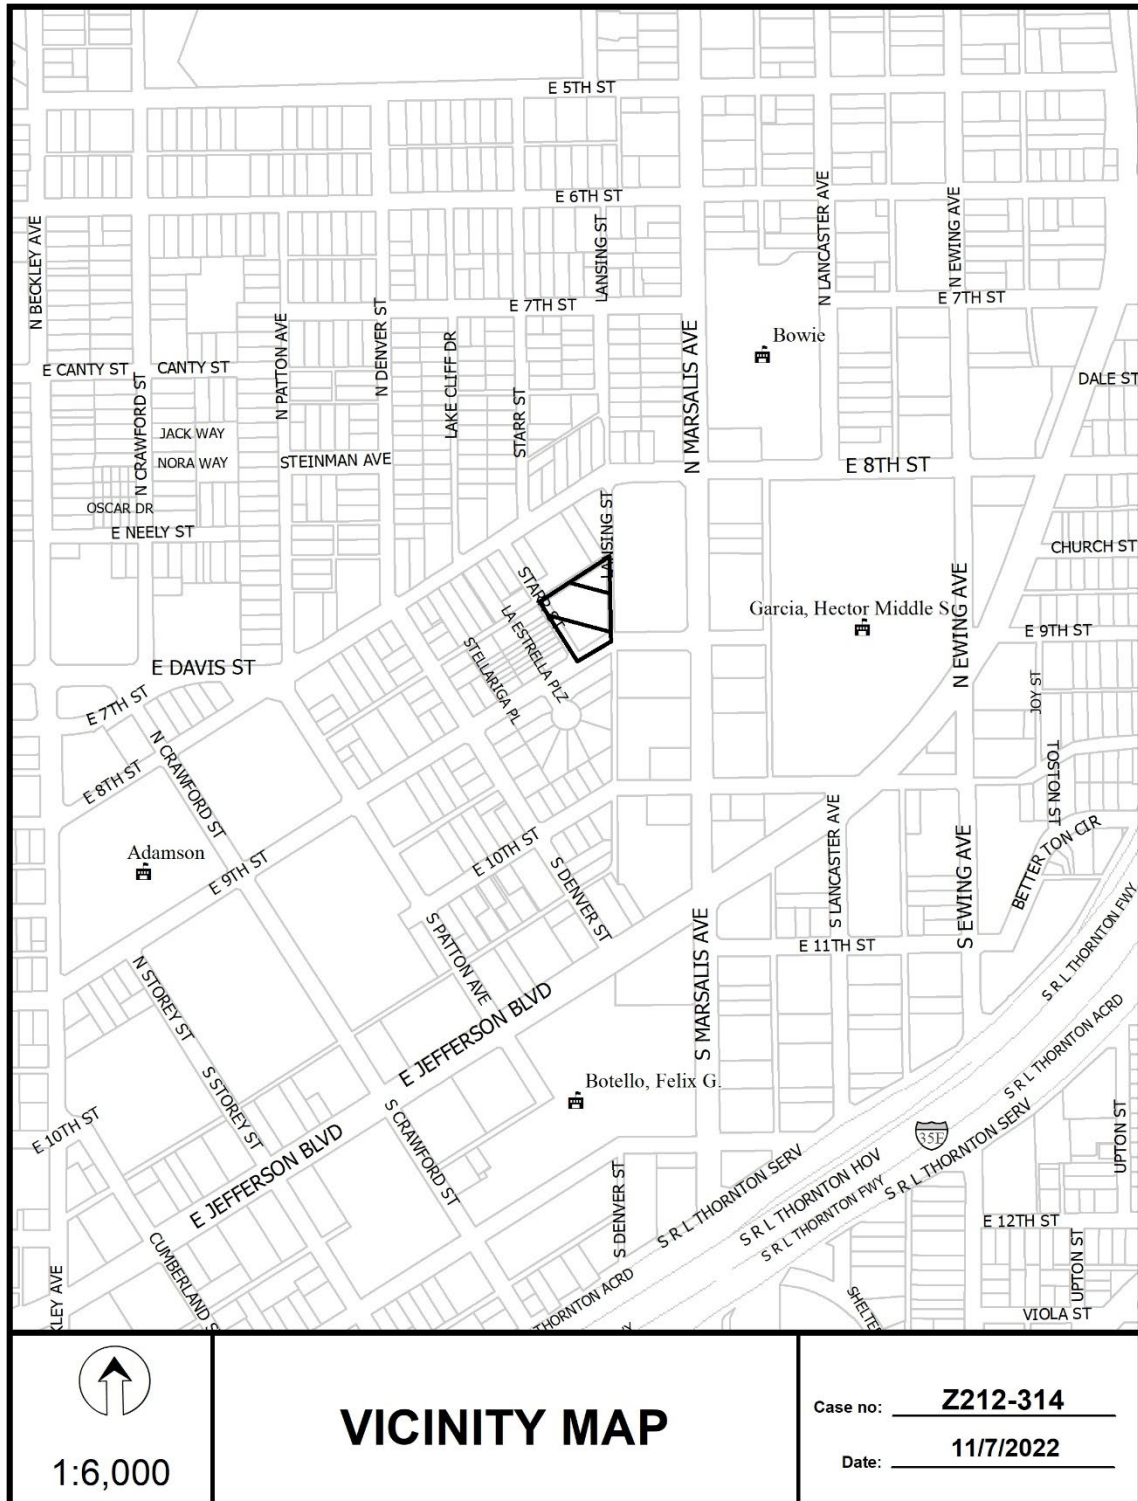 E 5TH ST
E 6TH ST
N BECKLEY AVE
LANSING ST
N LANCASTER AVE
N EWING AVE
E 7TH ST
E 7TH ST
N PATTON AVE
N DENVER ST
N MARSALIS AVE
Bowie
E CANTY ST
CANTY ST
LAKE CLIFF DR
STARR ST
DALE ST
N CRAWFORD ST
JACK WAY
NORA WAY
STEINMAN AVE
E 8TH ST
OSCAR DR
E NEELY ST
LANSING ST
CHURCH ST
STARR ST
LA ESTRELLA PLZ
STELLARIGA PL
Garcia, Hector Middle S
N EWING AVE
E 9TH ST
E DAVIS ST
JOY ST
E 7TH ST
N CRAWFORD ST
E 8TH ST
TOSTON ST
Adamson
E 9TH ST
E 10TH ST
S DENVER ST
S LANCASTER AVE
S EWING AVE
BETTER TON CIR
S PATTON AVE
S MARSALIS AVE
E 11TH ST
S R L THORNTON FWY
N STOREY ST
E JEFFERSON BLVD
S R L THORNTON ACRD
S STOREY ST
Botello, Felix G.
E 10TH ST
S CRAWFORD ST
35E
UPTON ST
E JEFFERSON BLVD
S DENVER ST
S R L THORNTON SERV
S R L THORNTON HOV
S R L THORNTON FWY
S R L THORNTON SERV
E 12TH ST
CUMBERLAND S
KLEY AVE
THORNTON ACRD
SHELTE
UPTON ST
VIOLA ST
1:6,000
VICINITY MAP
Case no: Z212-314
Date: 11/7/2022